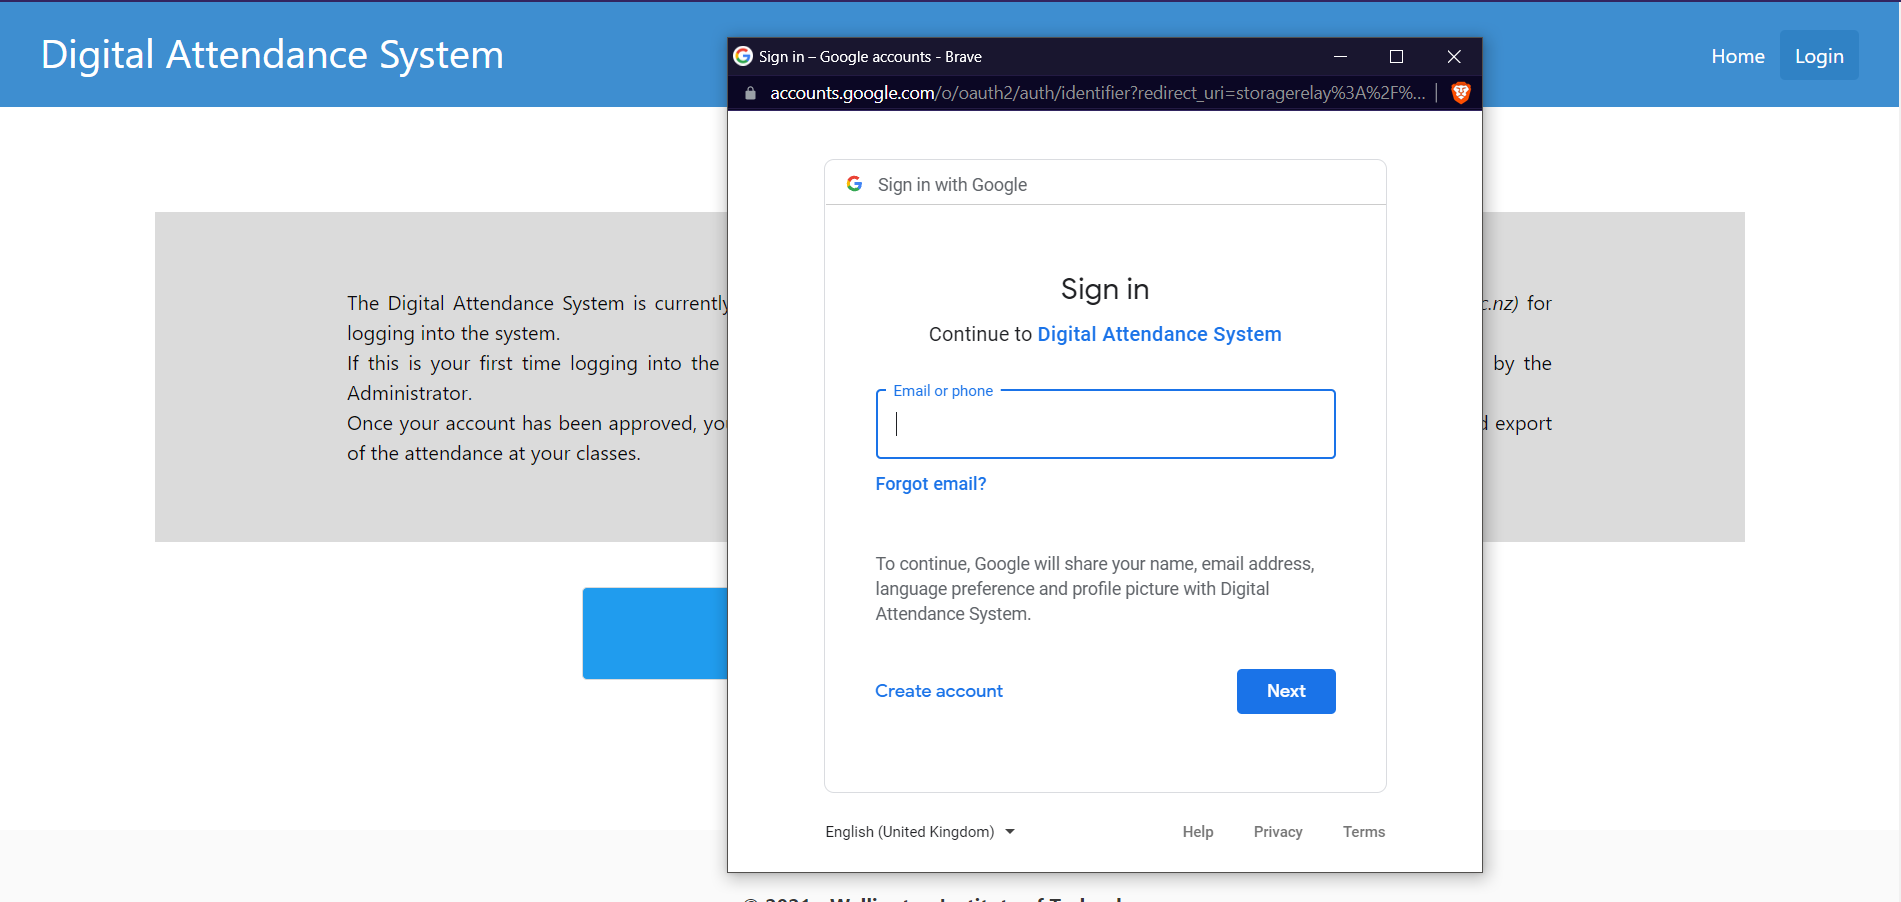 Digital Attendance System
Home
Login
The Digital Attendance System is currently
c.nz) for
logging into the system.
If this is your first time logging into the
by the
Administrator.
Once your account has been approved,
export
of the attendance at your classes.
Sign in – Google accounts - Brave
accounts.google.com/o/oauth2/auth/identifier?redirect_uri=storagerelay%3A%2F%...
Sign in with Google
Sign in
Continue to Digital Attendance System
Email or phone
Forgot email?
To continue, Google will share your name, email address,
language preference and profile picture with Digital
Attendance System.
Create account
Next
English (United Kingdom)
Help
Privacy
Terms